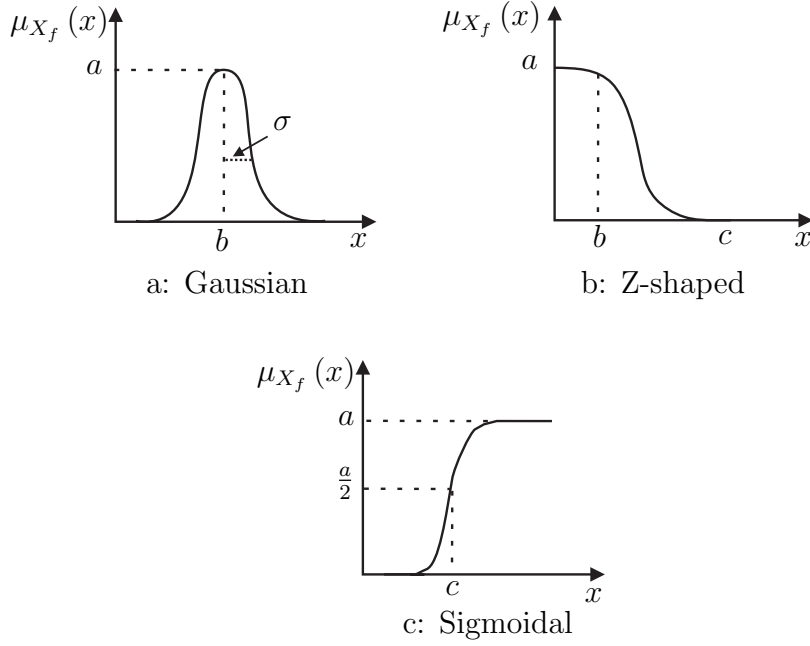 μ_{X_f}(x)
a
σ
b
x
a: Gaussian
μ_{X_f}(x)
a
b
c
x
b: Z-shaped
μ_{X_f}(x)
a
a/2
c
x
c: Sigmoidal